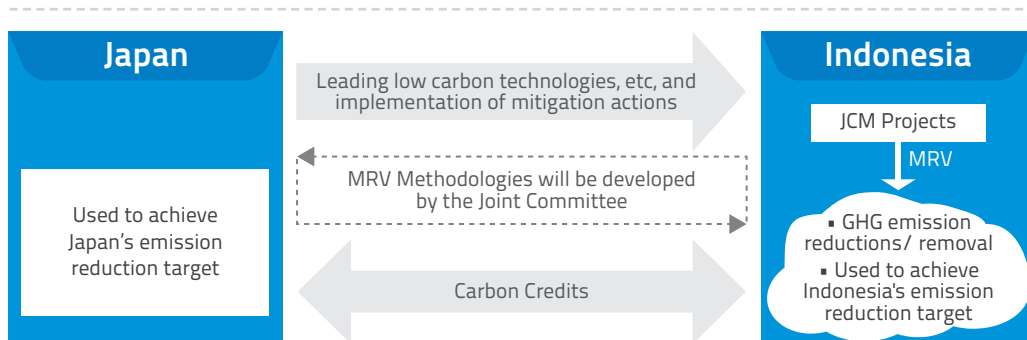 Japan
Used to achieve
Japan’s emission
reduction target
Leading low carbon technologies, etc, and
implementation of mitigation actions
MRV Methodologies will be developed
by the Joint Committee
Carbon Credits
Indonesia
JCM Projects
MRV
▪ GHG emission
reductions/ removal
▪ Used to achieve
Indonesia's emission
reduction target